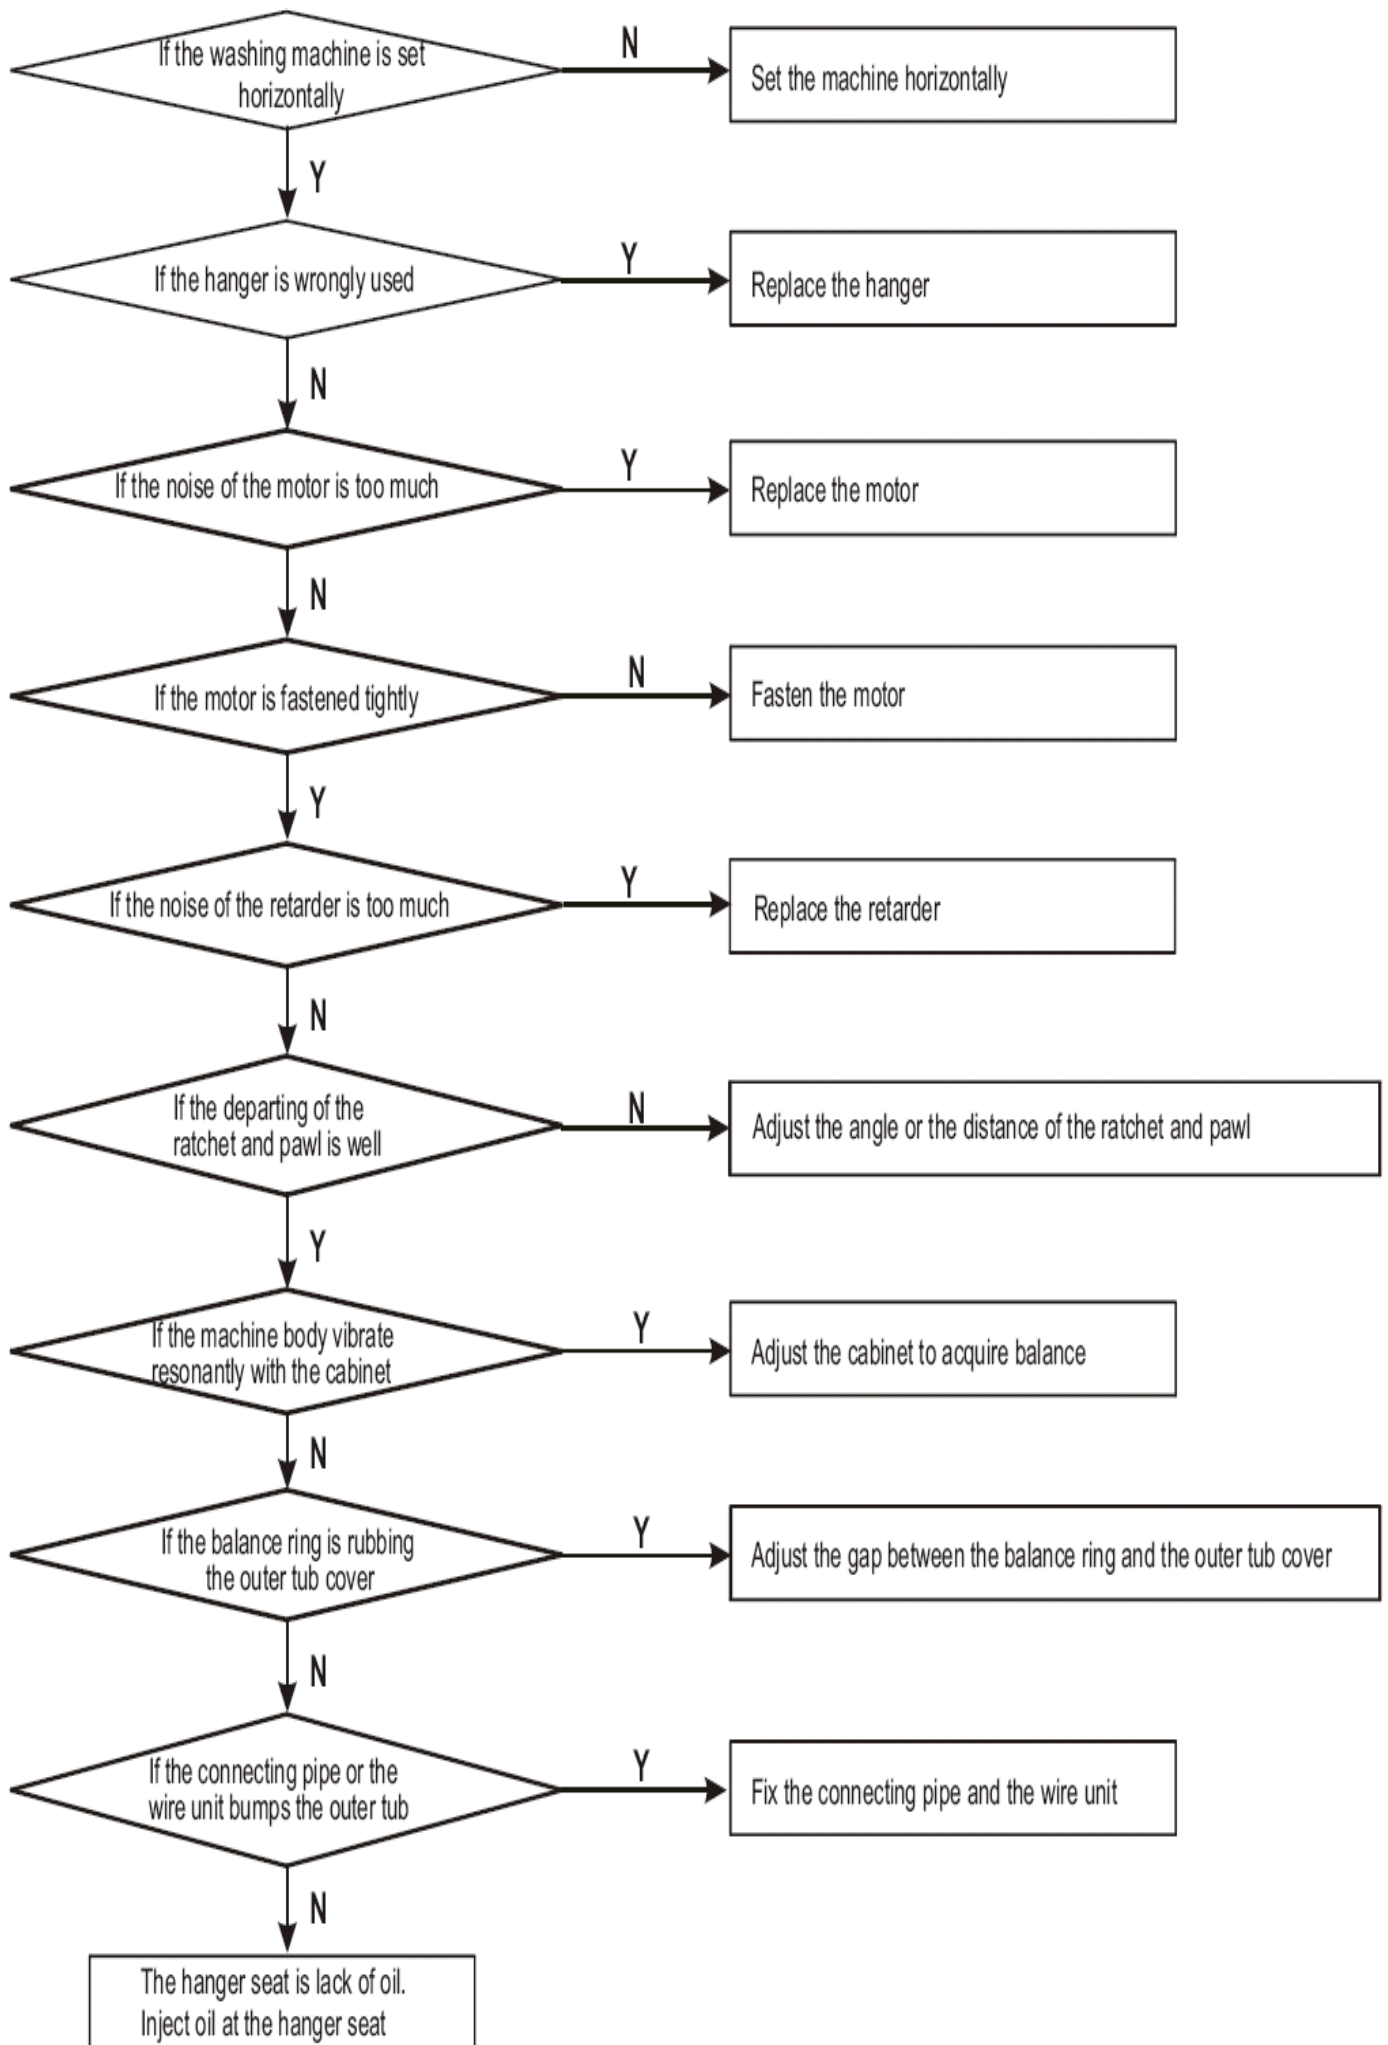 If the washing machine is set
horizontally
N
Set the machine horizontally
Y
If the hanger is wrongly used
Y
Replace the hanger
N
If the noise of the motor is too much
Y
Replace the motor
N
If the motor is fastened tightly
N
Fasten the motor
Y
If the noise of the retarder is too much
Y
Replace the retarder
N
If the departing of the
ratchet and pawl is well
N
Adjust the angle or the distance of the ratchet and pawl
Y
If the machine body vibrate
resonantly with the cabinet
Y
Adjust the cabinet to acquire balance
N
If the balance ring is rubbing
the outer tub cover
Y
Adjust the gap between the balance ring and the outer tub cover
N
If the connecting pipe or the
wire unit bumps the outer tub
Y
Fix the connecting pipe and the wire unit
N
The hanger seat is lack of oil.
Inject oil at the hanger seat